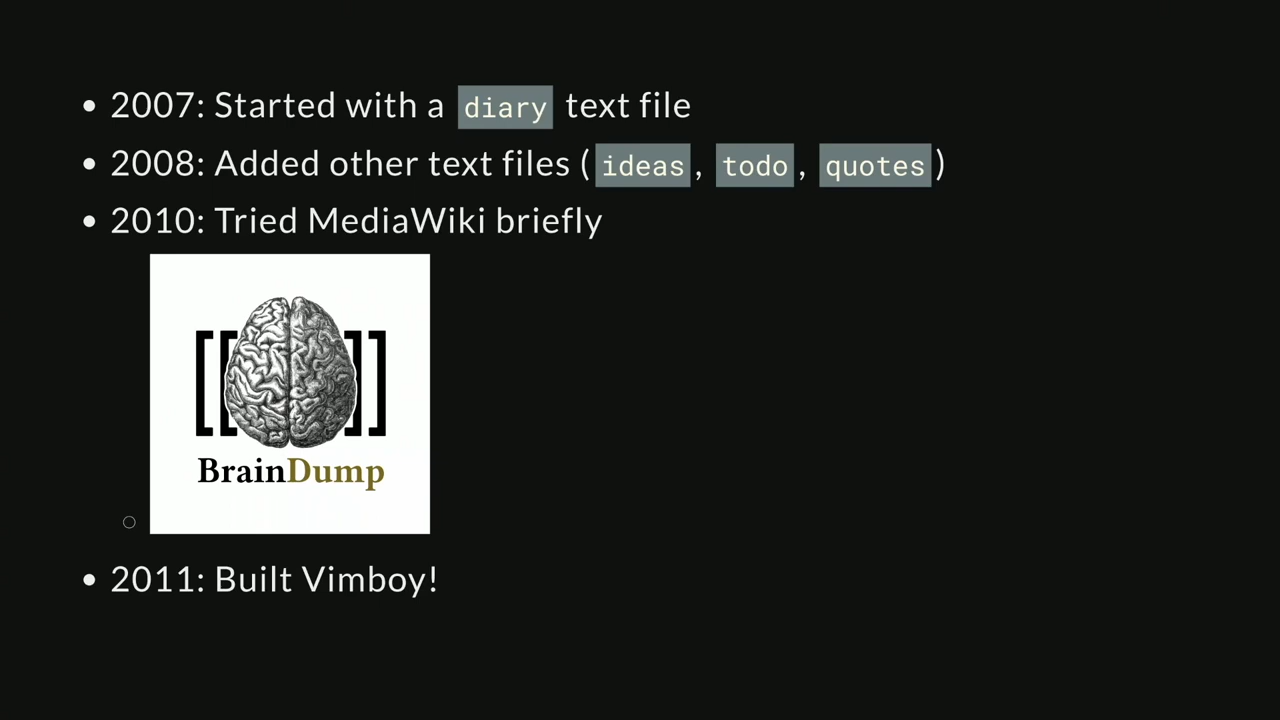 2007: Started with a diary text file
2008: Added other text files (ideas, todo, quotes)
2010: Tried MediaWiki briefly
[[ ]]
BrainDump
2011: Built Vimboy!